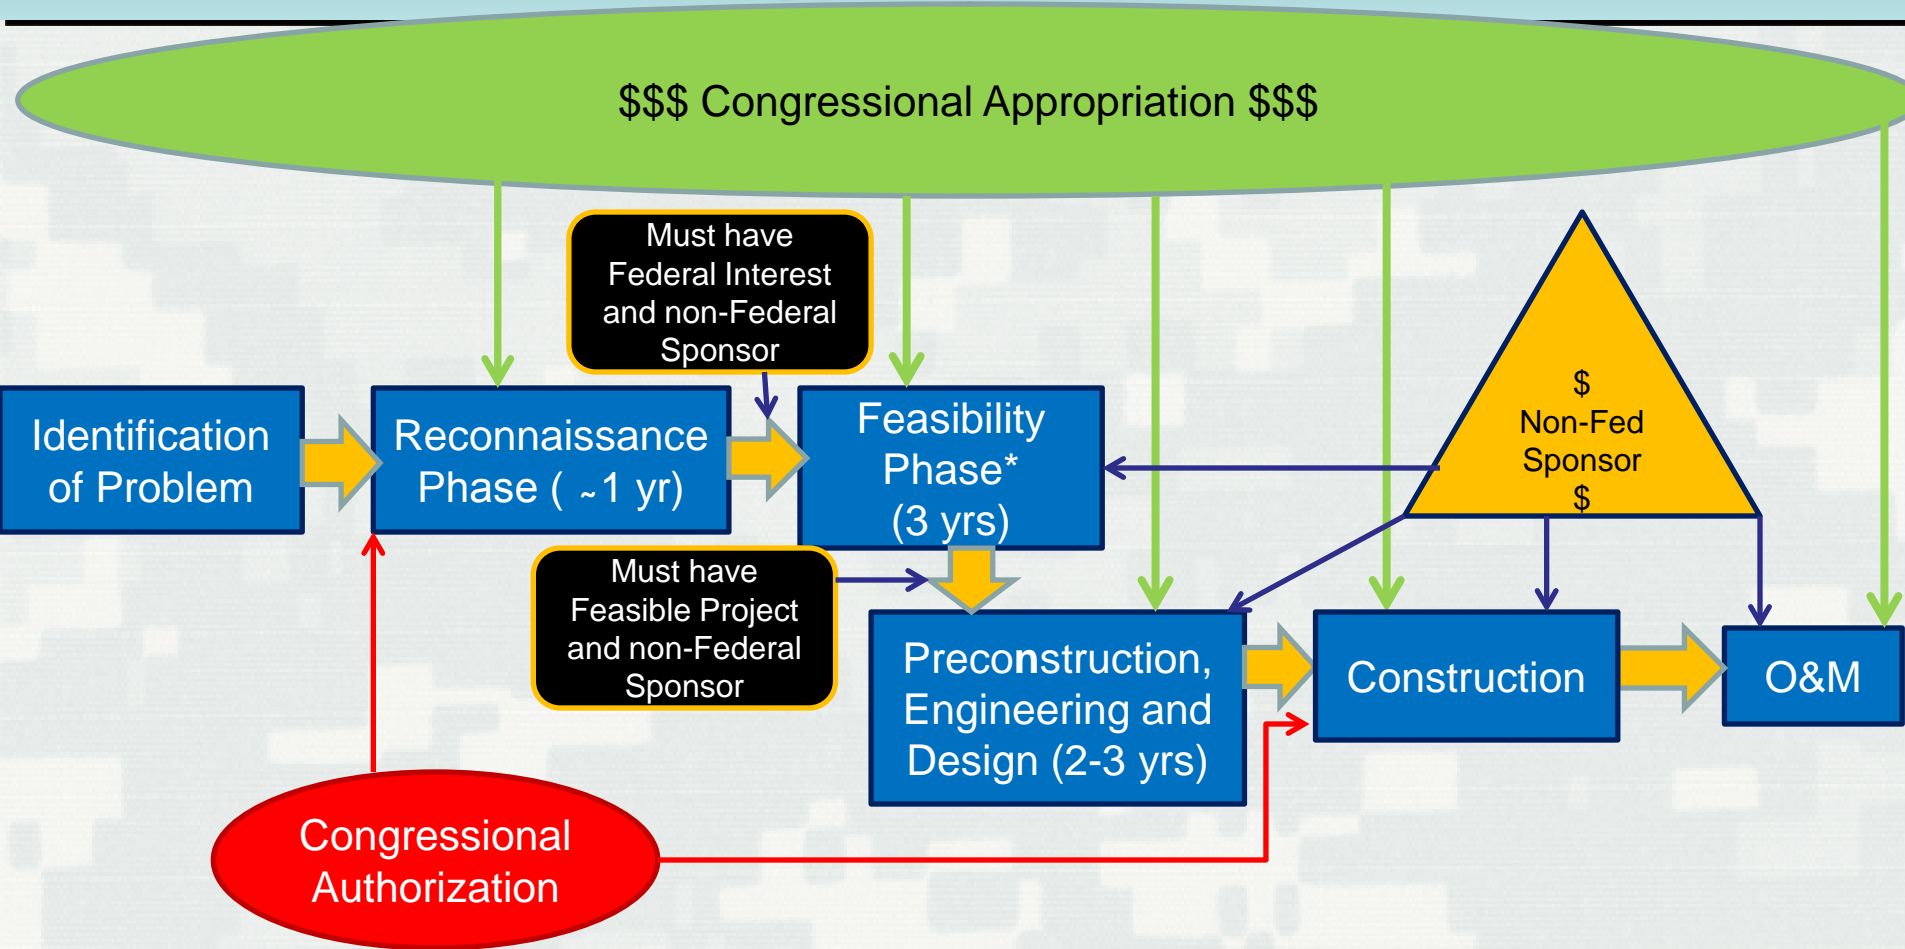 $$$ Congressional Appropriation $$$
Must have
Federal Interest
and non-Federal
Sponsor
Identification
of Problem
Reconnaissance
Phase ( ~1 yr)
Feasibility
Phase*
(3 yrs)
$
Non-Fed
Sponsor
$
Must have
Feasible Project
and non-Federal
Sponsor
Preconstruction,
Engineering and
Design (2-3 yrs)
Construction
O&M
Congressional
Authorization